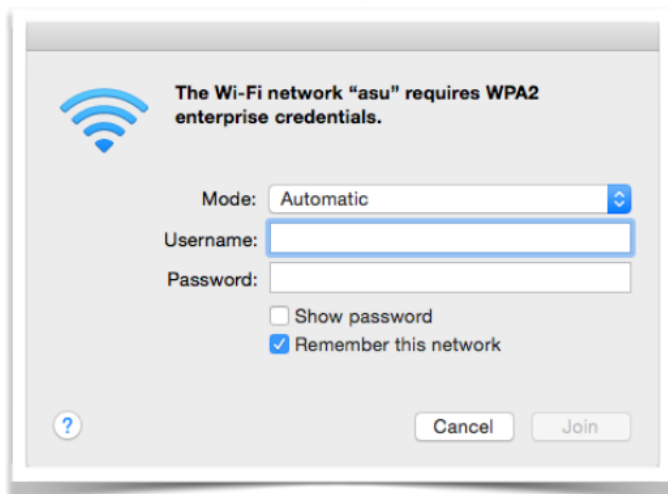 The Wi-Fi network “asu” requires WPA2
enterprise credentials.
Mode: Automatic
Username:
Password:
Show password
Remember this network
?
Cancel Join